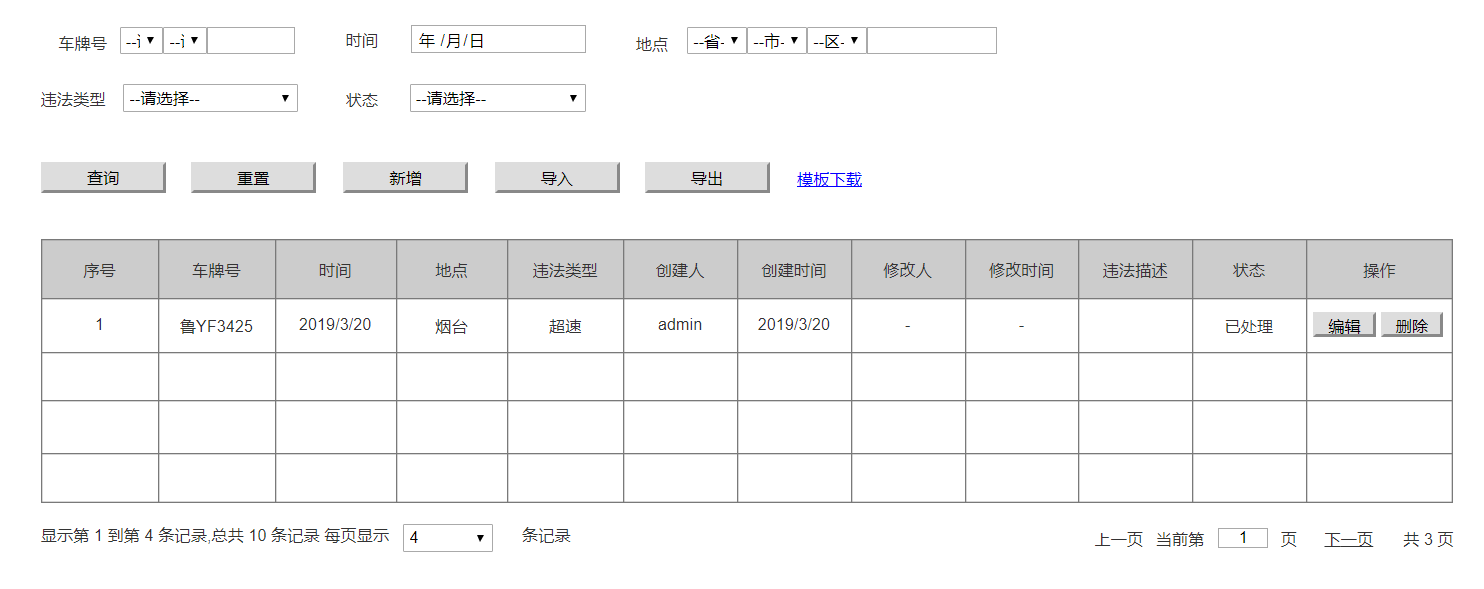 车牌号 -- ▼ -- ▼ 时间 年 /月/日 地点 --省- ▼ --市- ▼ --区- ▼
违法类型 --请选择-- ▼ 状态 --请选择-- ▼
查询 重置 新增 导入 导出 模板下载
序号 车牌号 时间 地点 违法类型 创建人 创建时间 修改人 修改时间 违法描述 状态 操作
1 鲁YF3425 2019/3/20 烟台 超速 admin 2019/3/20 - - 已处理 编辑 删除
显示第 1 到第 4 条记录,总共 10 条记录 每页显示 4 ▼ 条记录 上一页 当前第 1 页 下一页 共 3 页